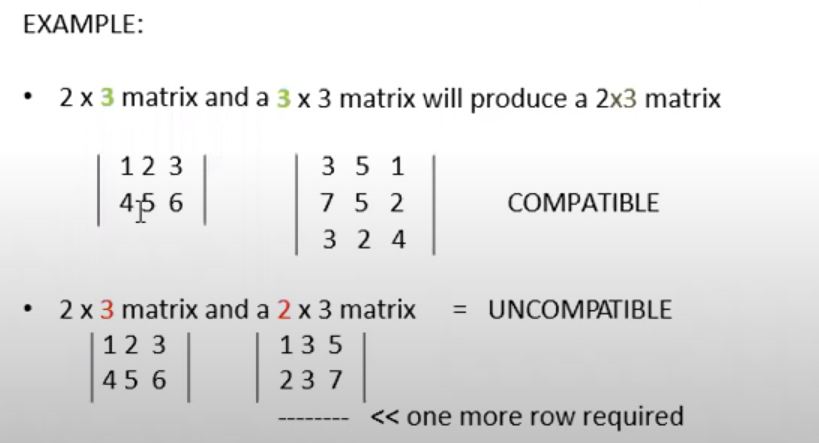 EXAMPLE:
• 2 x 3 matrix and a 3 x 3 matrix will produce a 2x3 matrix
1 2 3 3 5 1
4 5 6 7 5 2 COMPATIBLE
3 2 4
• 2 x 3 matrix and a 2 x 3 matrix = UNCOMPATIBLE
1 2 3 1 3 5
4 5 6 2 3 7
-------- << one more row required